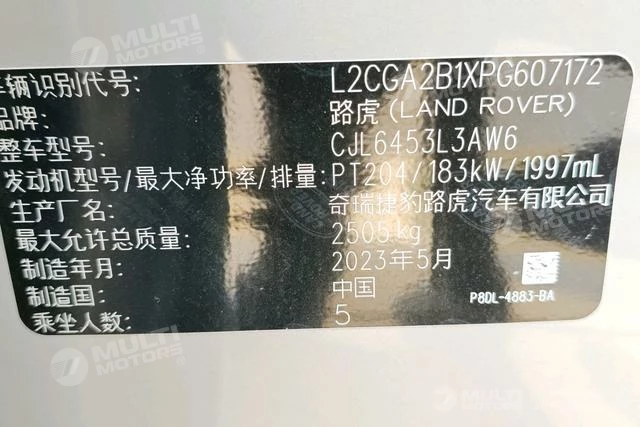 MULTI MOTORS
车辆识别代号: L2CGA2B1XPG607172
品牌: 路虎(LAND ROVER)
整车型号: CJL6453L3AW6
发动机型号/最大净功率/排量: PT204/183kW/1997mL
生产厂名: 奇瑞捷豹路虎汽车有限公司
最大允许总质量: 2505kg
制造年月: 2023年5月
制造国: 中国
乘坐人数: 5
P8DL-4883-BA
MULTI MOTORS
MULTI MOTORS